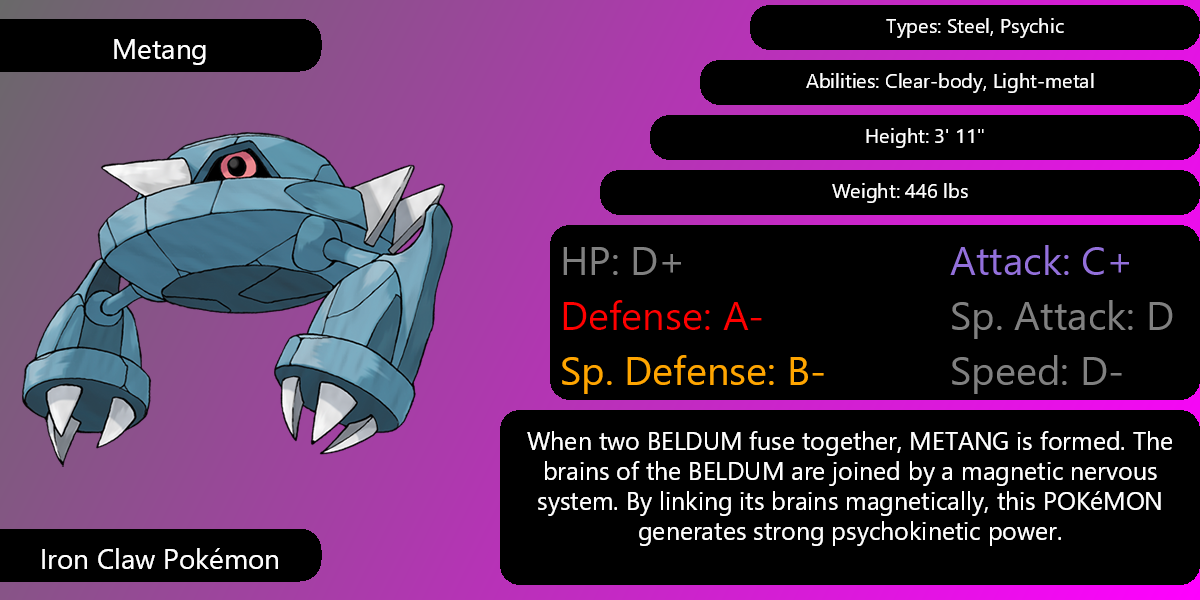 Metang
Types: Steel, Psychic
Abilities: Clear-body, Light-metal
Height: 3' 11"
Weight: 446 lbs
HP: D+
Attack: C+
Defense: A-
Sp. Attack: D
Sp. Defense: B-
Speed: D-
When two BELDUM fuse together, METANG is formed. The
brains of the BELDUM are joined by a magnetic nervous
system. By linking its brains magnetically, this POKéMON
generates strong psychokinetic power.
Iron Claw Pokémon